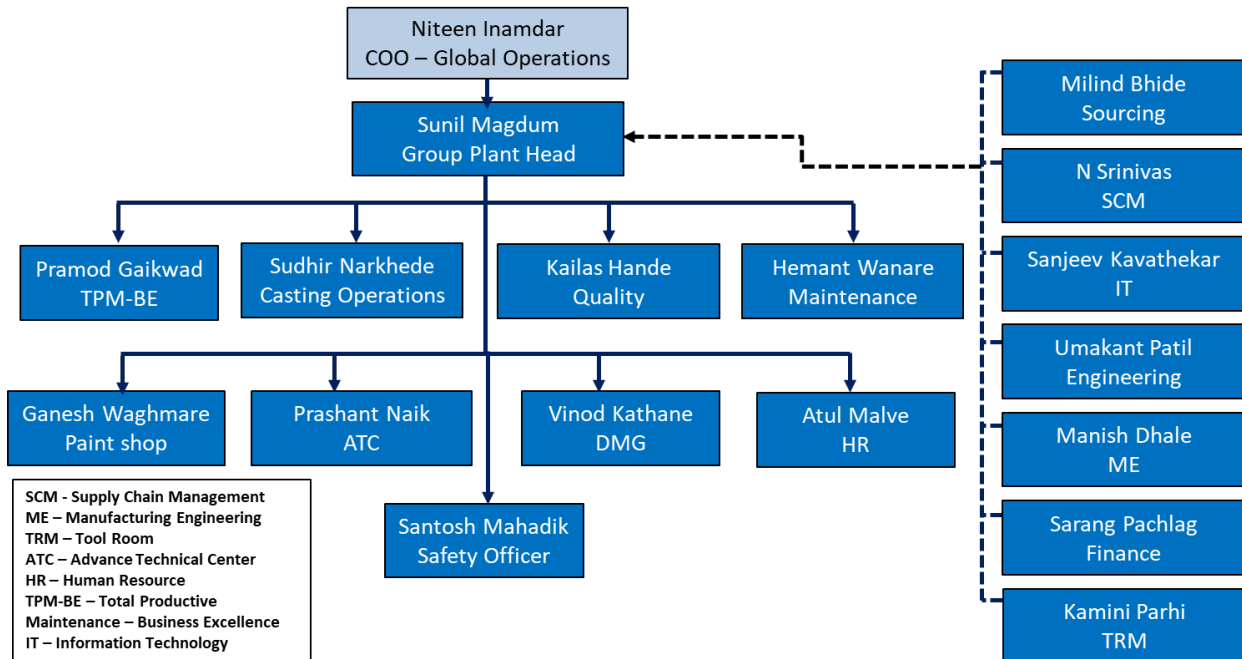 Niteen Inamdar
COO – Global Operations
Sunil Magdum
Group Plant Head
Pramod Gaikwad
TPM-BE
Sudhir Narkhede
Casting Operations
Kailas Hande
Quality
Hemant Wanare
Maintenance
Ganesh Waghmare
Paint shop
Prashant Naik
ATC
Vinod Kathane
DMG
Atul Malve
HR
Santosh Mahadik
Safety Officer
Milind Bhide
Sourcing
N Srinivas
SCM
Sanjeev Kavathekar
IT
Umakant Patil
Engineering
Manish Dhale
ME
Sarang Pachlag
Finance
Kamini Parhi
TRM
SCM - Supply Chain Management
ME – Manufacturing Engineering
TRM – Tool Room
ATC – Advance Technical Center
HR – Human Resource
TPM-BE – Total Productive
Maintenance – Business Excellence
IT – Information Technology